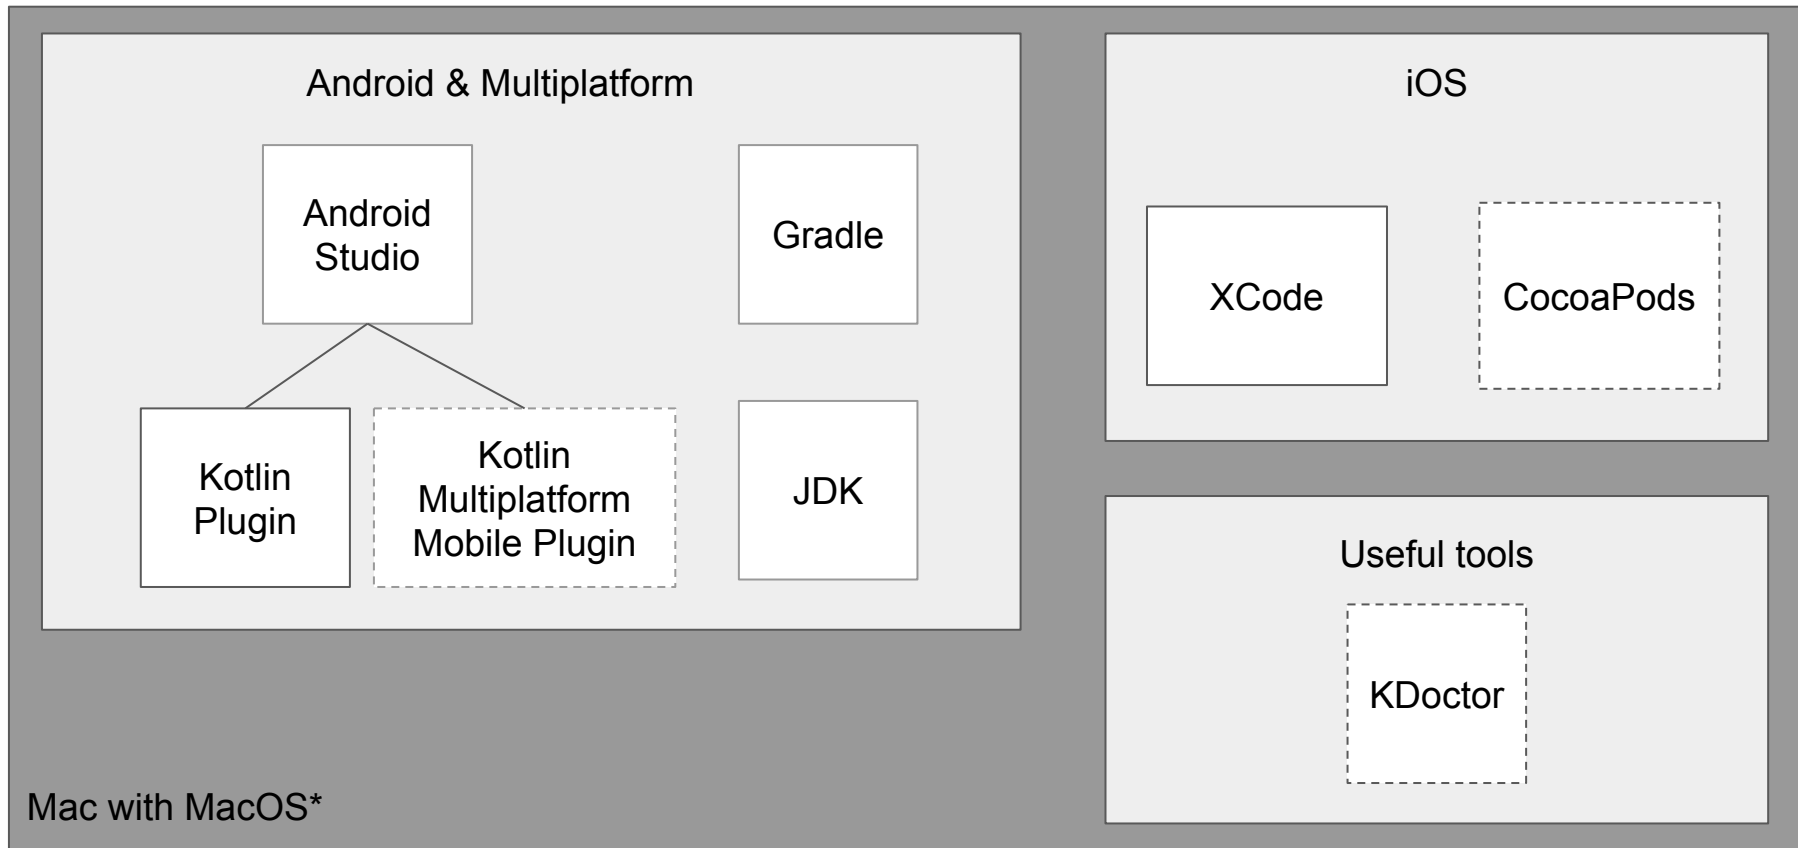 Android & Multiplatform
Android
Studio
Gradle
Kotlin
Plugin
Kotlin
Multiplatform
Mobile Plugin
JDK
iOS
XCode
CocoaPods
Useful tools
KDoctor
Mac with MacOS*